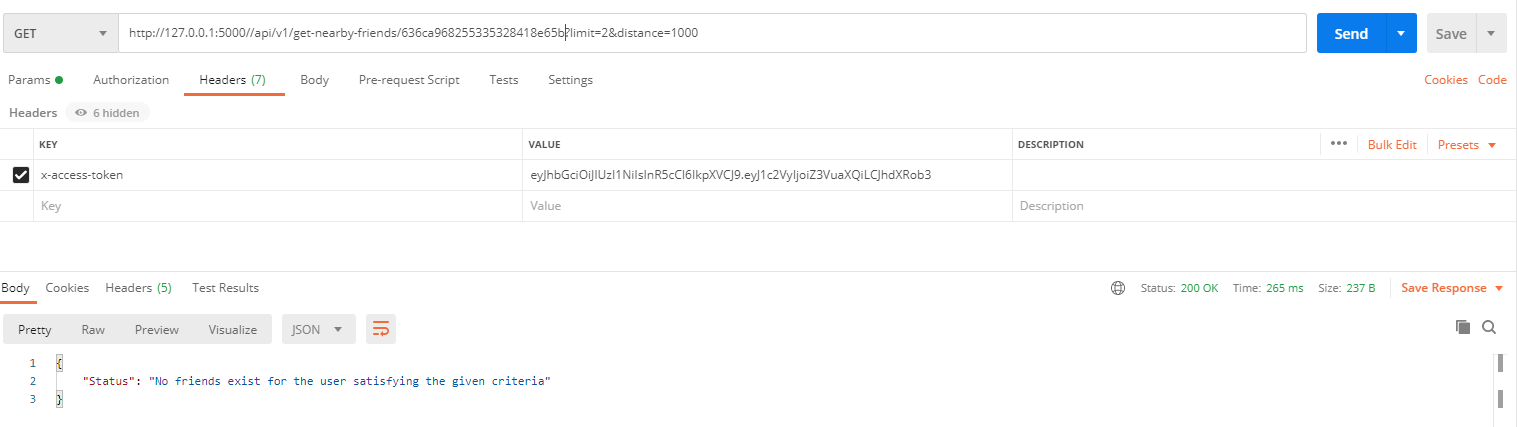 GET http://127.0.0.1:5000//api/v1/get-nearby-friends/636ca968255335328418e65b?limit=2&distance=1000 Send Save
Params Authorization Headers (7) Body Pre-request Script Tests Settings Cookies Code
Headers 6 hidden
KEY VALUE DESCRIPTION ••• Bulk Edit Presets
x-access-token eyJhbGciOiJIUzI1NiIsInR5cCI6IkpXVCJ9.eyJ1c2VyIjoiZ3VuaXQiLCJhdXRob3
Key Value Description
Body Cookies Headers (5) Test Results Status: 200 OK Time: 265 ms Size: 237 B Save Response
Pretty Raw Preview Visualize JSON
1 {
2 "Status": "No friends exist for the user satisfying the given criteria"
3 }